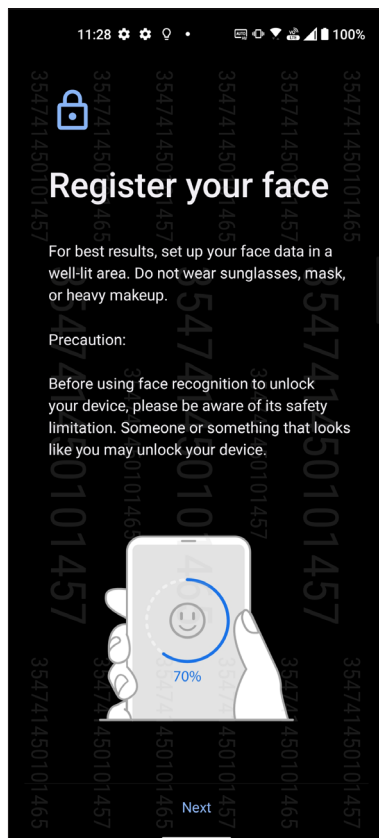 11:28
100%
Register your face
For best results, set up your face data in a
well-lit area. Do not wear sunglasses, mask,
or heavy makeup.
Precaution:
Before using face recognition to unlock
your device, please be aware of its safety
limitation. Someone or something that looks
like you may unlock your device.
70%
Next
354741450101457
354741450101465